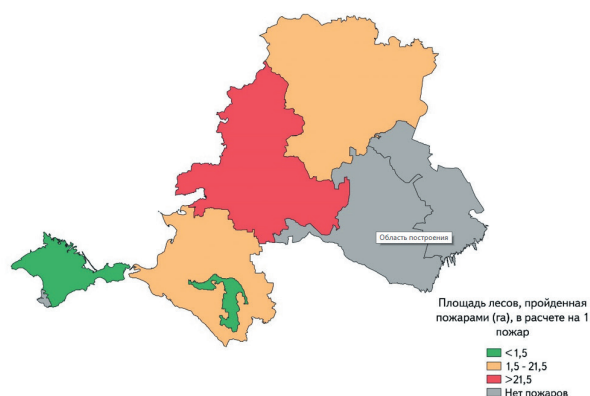 Область построения
Площадь лесов, пройденная
пожарами (га), в расчете на 1
пожар
<1,5
1,5 - 21,5
>21,5
Нет пожаров